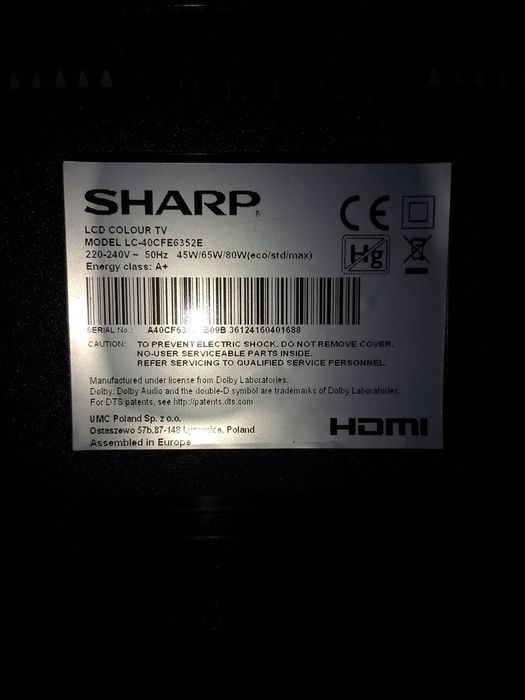 SHARP
CE
LCD COLOUR TV
MODEL LC-40CFE6352E
220-240V ~ 50Hz 45W/65W/80W(eco/std/max)
Hg
Energy class: A+
SERIAL No.: 36124160401688
CAUTION: TO PREVENT ELECTRIC SHOCK. DO NOT REMOVE COVER.
NO-USER SERVICEABLE PARTS INSIDE.
REFER SERVICING TO QUALIFIED SERVICE PERSONNEL.
Manufactured under license from Dolby Laboratories.
Dolby, Dolby Audio and the double-D symbol are trademarks of Dolby Laboratories.
For DTS patents, see http://patents.dts.com
UMC Poland Sp. z o.o.
Ostaszewo 57b.87-148 Poland
Assembled in Europe
HDMI